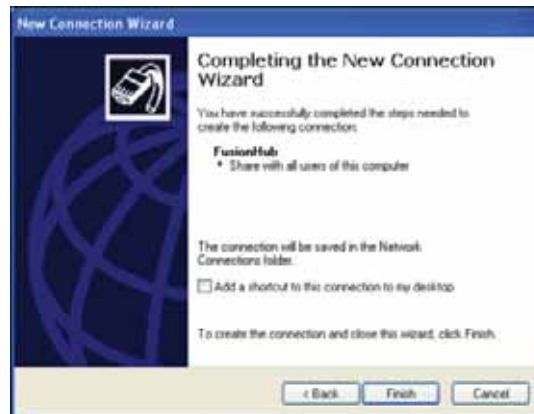 New Connection Wizard
Completing the New Connection
Wizard
You have successfully completed the steps needed to
create the following connection:
FusionHub
* Share with all users of this computer
The connection will be saved in the Network
Connections folder.
Add a shortcut to this connection to my desktop
To create the connection and close this wizard, click Finish.
< Back
Finish
Cancel